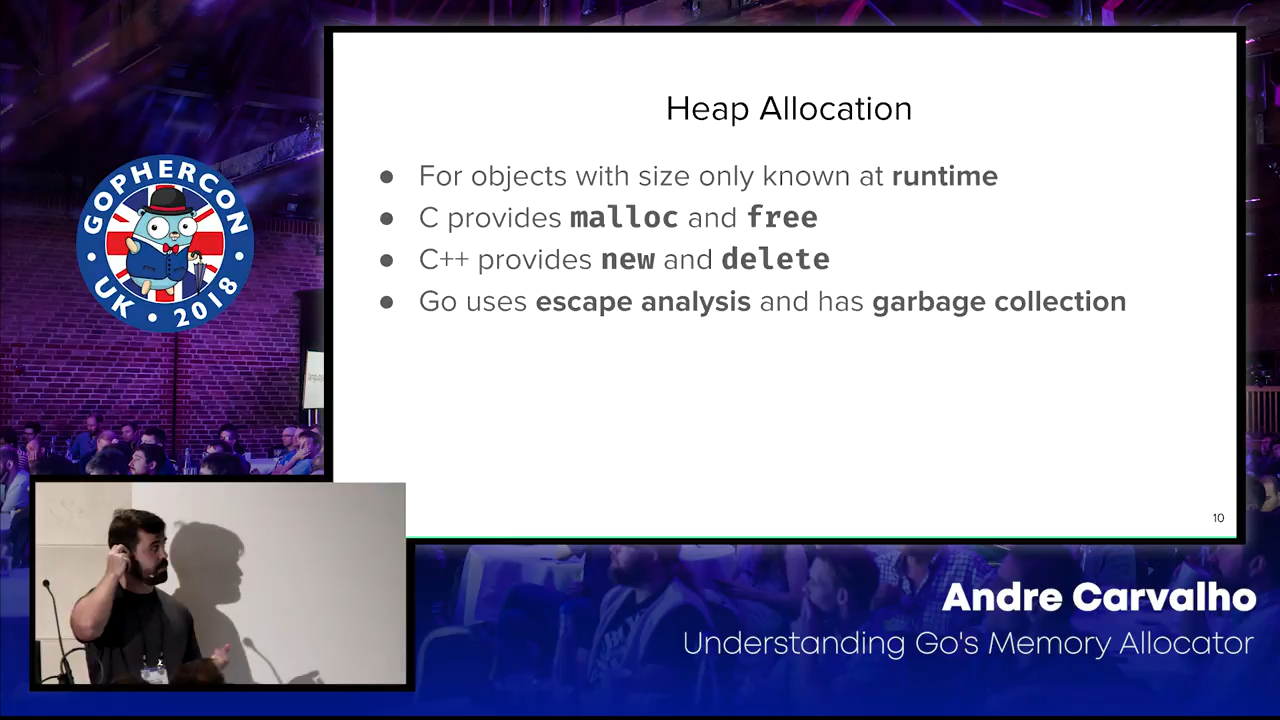 Heap Allocation
● For objects with size only known at runtime
● C provides malloc and free
● C++ provides new and delete
● Go uses escape analysis and has garbage collection
10
GOPHERCON
UK • 2018
Andre Carvalho
Understanding Go's Memory Allocator